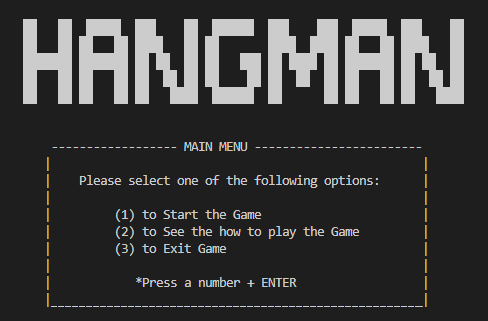 HANGMAN
------------------ MAIN MENU ------------------------
Please select one of the following options:
(1) to Start the Game
(2) to See the how to play the Game
(3) to Exit Game
*Press a number + ENTER